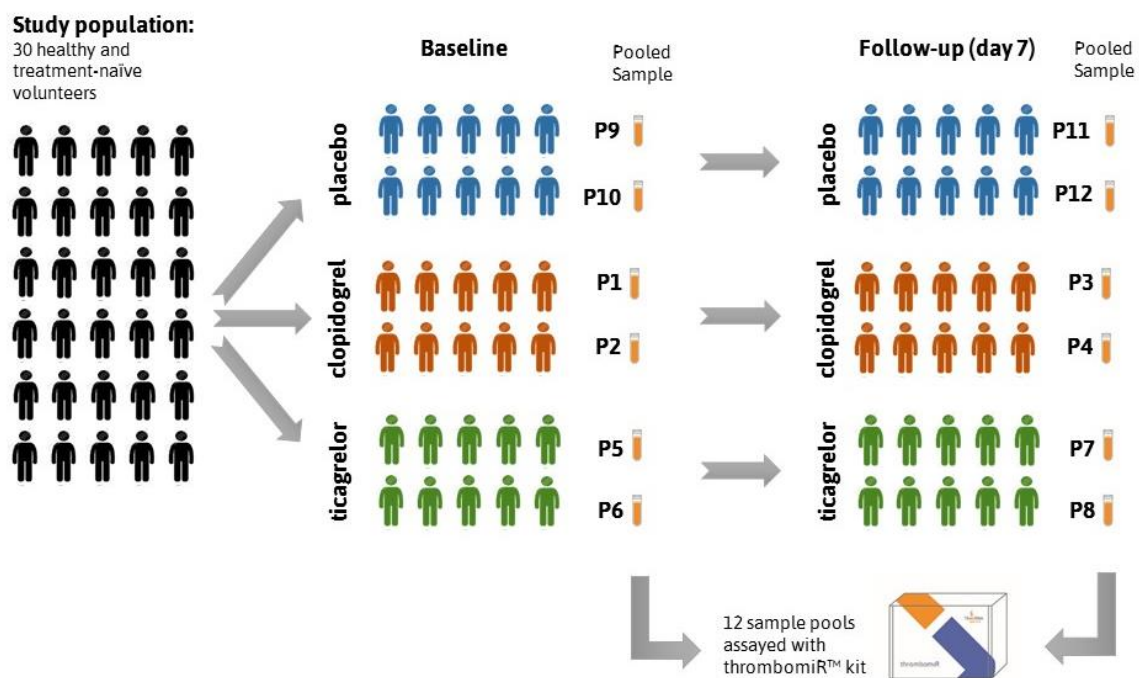 Study population:
30 healthy and
treatment-naïve
volunteers
Baseline
Pooled
Sample
Follow-up (day 7)
Pooled
Sample
placebo
P9
P10
placebo
P11
P12
clopidogrel
P1
P2
clopidogrel
P3
P4
ticagrelor
P5
P6
ticagrelor
P7
P8
12 sample pools
assayed with
thrombomiR™ kit
thrombomiR